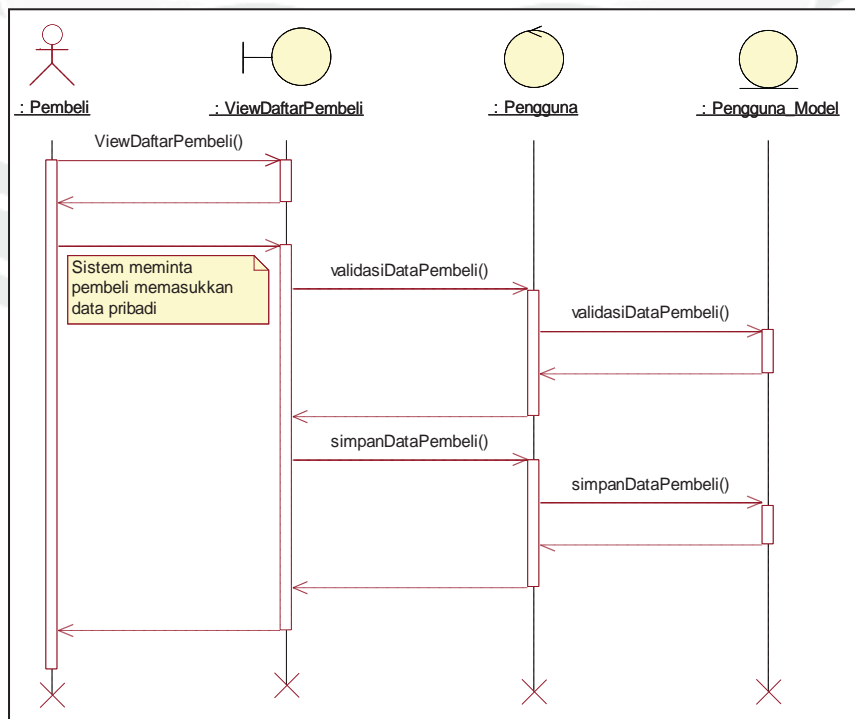 : Pembeli
: ViewDaftarPembeli
: Pengguna
: Pengguna_Model
ViewDaftarPembeli()
Sistem meminta
pembeli memasukkan
data pribadi
validasiDataPembeli()
validasiDataPembeli()
simpanDataPembeli()
simpanDataPembeli()